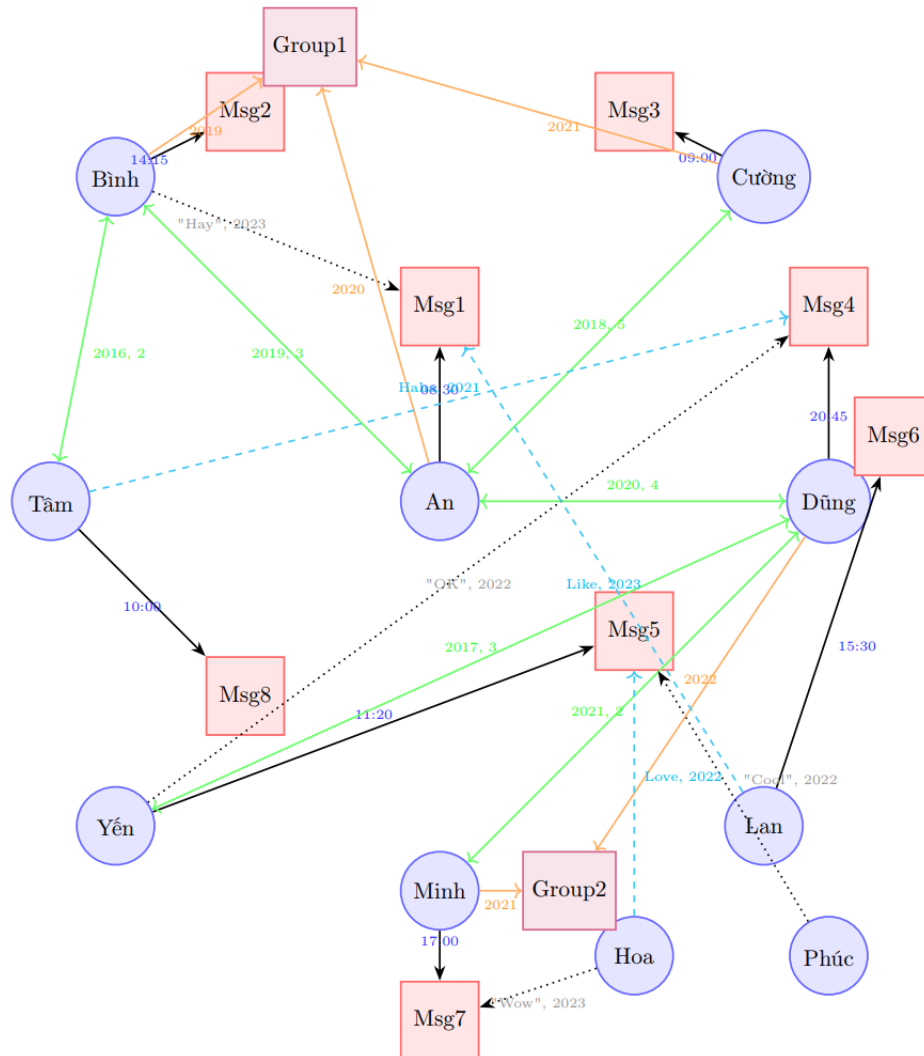 Group1
Msg2
Msg3
2019
2021
14:15
09:00
Bình
Cường
"Hay", 2023
2020
Msg1
Msg4
2018, 5
2016, 2
2019, 3
Haha, 2021
08:30
20:45
Msg6
Tâm
An
2020, 4
Dũng
"OK", 2022
Like, 2023
10:00
Msg5
2017, 3
15:30
Msg8
2022
11:20
2021, 2
Love, 2022
"Cool", 2022
Yến
Lan
Minh
2021
Group2
17:00
Hoa
Phúc
"Wow", 2023
Msg7